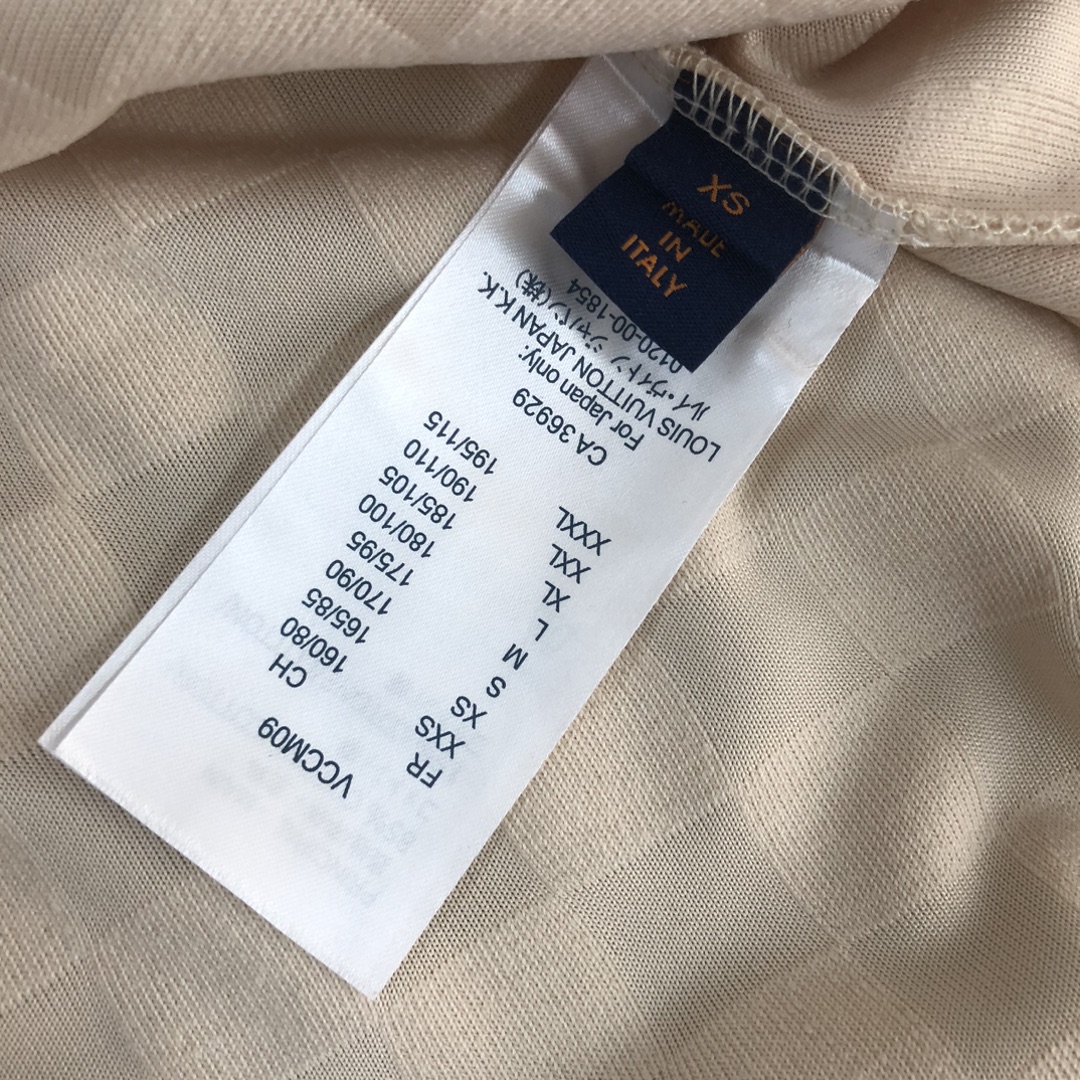 XS
MADE
IN
ITALY
VCCM09
FR CH
XXS 160/80
XS 165/85
S 170/90
M 175/95
L 180/100
XL 185/105
XXL 190/110
XXXL 195/115
CA 36929
For Japan only:
LOUIS VUITTON JAPAN K.K.
ルイ・ヴィトン ジャパン(株)
0120-00-1854